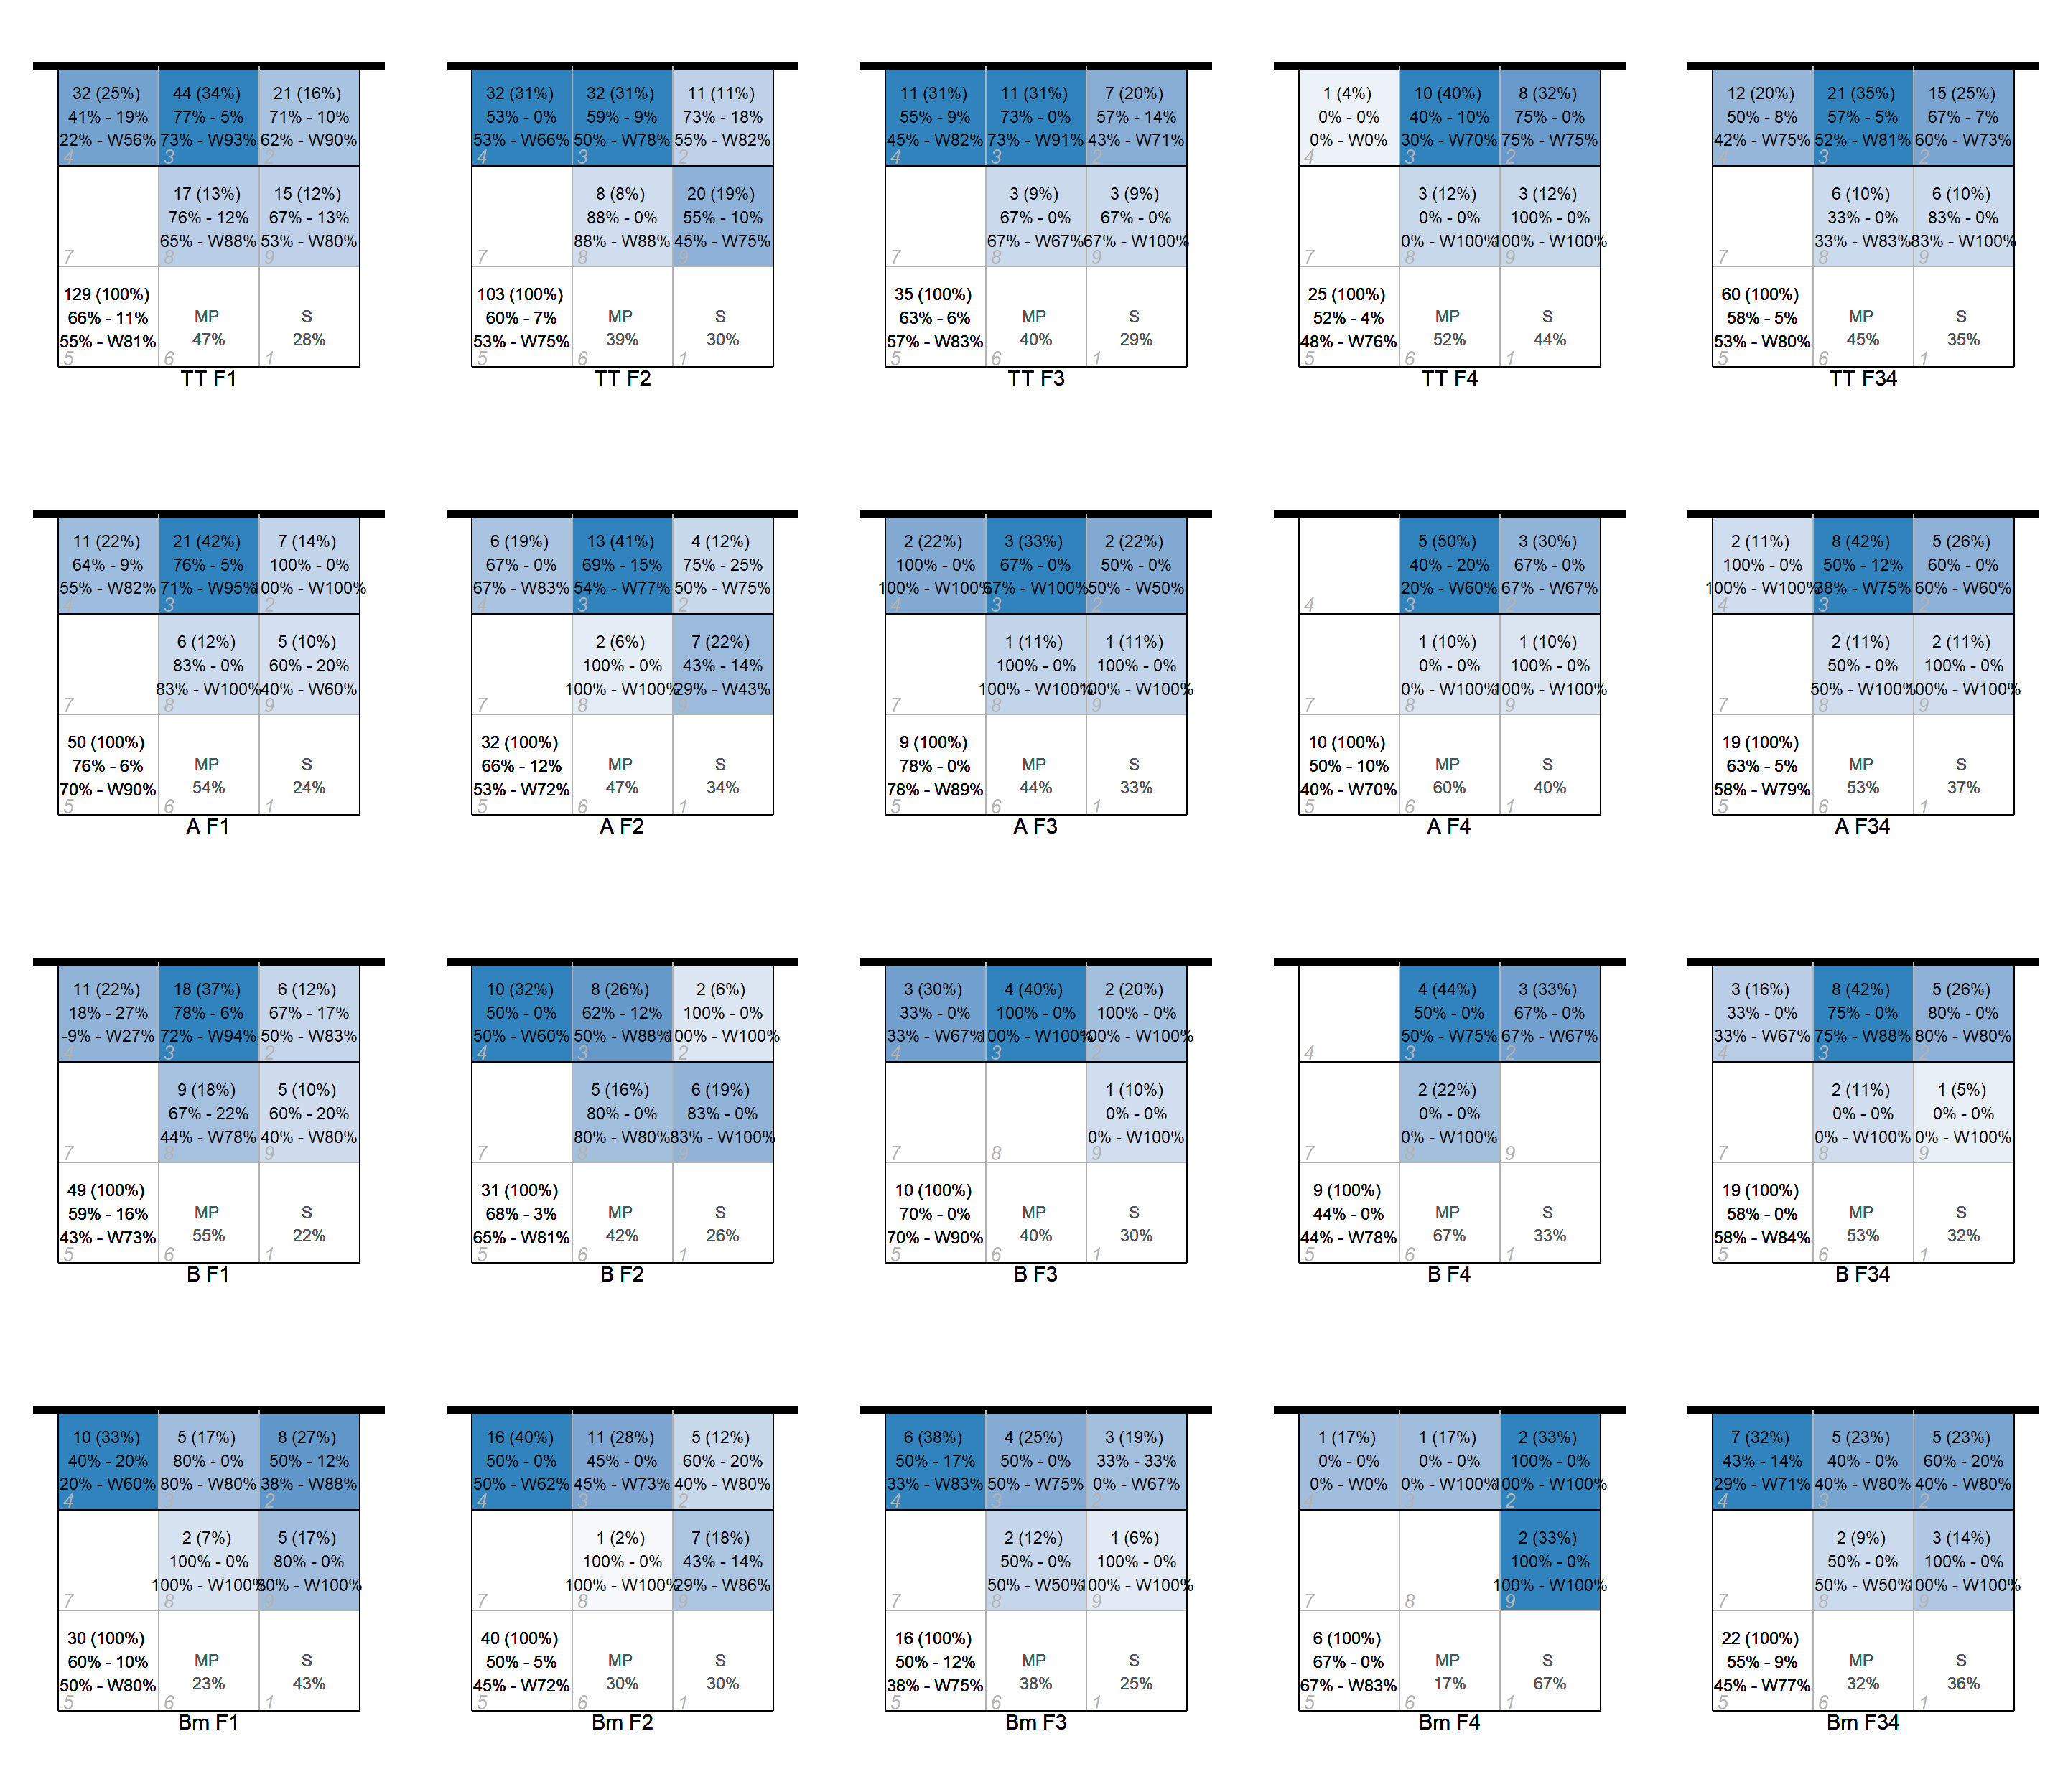 32 (25%) 44 (34%) 21 (16%)
41% - 19% 77% - 5% 71% - 10%
22% - W56% 73% - W93% 62% - W90%
4 3 2
17 (13%) 15 (12%)
76% - 12% 67% - 13%
65% - W88% 53% - W80%
7 8 9
129 (100%)
66% - 11% MP S
55% - W81% 47% 28%
5 6 1
TT F1
32 (31%) 32 (31%) 11 (11%)
53% - 0% 59% - 9% 73% - 18%
53% - W66% 50% - W78% 55% - W82%
4 3 2
8 (8%) 20 (19%)
88% - 0% 55% - 10%
88% - W88% 45% - W75%
7 8 9
103 (100%)
60% - 7% MP S
53% - W75% 39% 30%
5 6 1
TT F2
11 (31%) 11 (31%) 7 (20%)
55% - 9% 73% - 0% 57% - 14%
45% - W82% 73% - W91% 43% - W71%
4 3 2
3 (9%) 3 (9%)
67% - 0% 67% - 0%
67% - W67% 67% - W100%
7 8 9
35 (100%)
63% - 6% MP S
57% - W83% 40% 29%
5 6 1
TT F3
1 (4%) 10 (40%) 8 (32%)
0% - 0% 40% - 10% 75% - 0%
0% - W0% 30% - W70% 75% - W75%
4 3 2
3 (12%) 3 (12%)
0% - 0% 100% - 0%
0% - W100% 100% - W100%
7 8 9
25 (100%)
52% - 4% MP S
48% - W76% 52% 44%
5 6 1
TT F4
12 (20%) 21 (35%) 15 (25%)
50% - 8% 57% - 5% 67% - 7%
42% - W75% 52% - W81% 60% - W73%
4 3 2
6 (10%) 6 (10%)
33% - 0% 83% - 0%
33% - W83% 83% - W100%
7 8 9
60 (100%)
58% - 5% MP S
53% - W80% 45% 35%
5 6 1
TT F34
11 (22%) 21 (42%) 7 (14%)
64% - 9% 76% - 5% 100% - 0%
55% - W82% 71% - W95% 100% - W100%
4 3 2
6 (12%) 5 (10%)
83% - 0% 60% - 20%
83% - W100% 40% - W60%
7 8 9
50 (100%)
76% - 6% MP S
70% - W90% 54% 24%
5 6 1
A F1
6 (19%) 13 (41%) 4 (12%)
67% - 0% 69% - 15% 75% - 25%
67% - W83% 54% - W77% 50% - W75%
4 3 2
2 (6%) 7 (22%)
100% - 0% 43% - 14%
100% - W100% 29% - W43%
7 8 9
32 (100%)
66% - 12% MP S
53% - W72% 47% 34%
5 6 1
A F2
2 (22%) 3 (33%) 2 (22%)
100% - 0% 67% - 0% 50% - 0%
100% - W100% 67% - W100% 50% - W50%
4 3 2
1 (11%) 1 (11%)
100% - 0% 100% - 0%
100% - W100% 100% - W100%
7 8 9
9 (100%)
78% - 0% MP S
78% - W89% 44% 33%
5 6 1
A F3
5 (50%) 3 (30%)
40% - 20% 67% - 0%
20% - W60% 67% - W67%
4 3 2
1 (10%) 1 (10%)
0% - 0% 100% - 0%
0% - W100% 100% - W100%
7 8 9
10 (100%)
50% - 10% MP S
40% - W70% 60% 40%
5 6 1
A F4
2 (11%) 8 (42%) 5 (26%)
100% - 0% 50% - 12% 60% - 0%
100% - W100% 38% - W75% 60% - W60%
4 3 2
2 (11%) 2 (11%)
50% - 0% 100% - 0%
50% - W100% 100% - W100%
7 8 9
19 (100%)
63% - 5% MP S
58% - W79% 53% 37%
5 6 1
A F34
11 (22%) 18 (37%) 6 (12%)
18% - 27% 78% - 6% 67% - 17%
-9% - W27% 72% - W94% 50% - W83%
4 3 2
9 (18%) 5 (10%)
67% - 22% 60% - 20%
44% - W78% 40% - W80%
7 8 9
49 (100%)
59% - 16% MP S
43% - W73% 55% 22%
5 6 1
B F1
10 (32%) 8 (26%) 2 (6%)
50% - 0% 62% - 12% 100% - 0%
50% - W60% 50% - W88% 100% - W100%
4 3 2
5 (16%) 6 (19%)
80% - 0% 83% - 0%
80% - W80% 83% - W100%
7 8 9
31 (100%)
68% - 3% MP S
65% - W81% 42% 26%
5 6 1
B F2
3 (30%) 4 (40%) 2 (20%)
33% - 0% 100% - 0% 100% - 0%
33% - W67% 100% - W100% 100% - W100%
4 3 2
1 (10%)
0% - 0%
0% - W100%
7 8 9
10 (100%)
70% - 0% MP S
70% - W90% 40% 30%
5 6 1
B F3
4 (44%) 3 (33%)
50% - 0% 67% - 0%
50% - W75% 67% - W67%
4 3 2
2 (22%)
0% - 0%
0% - W100%
7 8 9
9 (100%)
44% - 0% MP S
44% - W78% 67% 33%
5 6 1
B F4
3 (16%) 8 (42%) 5 (26%)
33% - 0% 75% - 0% 80% - 0%
33% - W67% 75% - W88% 80% - W80%
4 3 2
2 (11%) 1 (5%)
0% - 0% 0% - 0%
0% - W100% 0% - W100%
7 8 9
19 (100%)
58% - 0% MP S
58% - W84% 53% 32%
5 6 1
B F34
10 (33%) 5 (17%) 8 (27%)
40% - 20% 80% - 0% 50% - 12%
20% - W60% 80% - W80% 38% - W88%
4 3 2
2 (7%) 5 (17%)
100% - 0% 80% - 0%
100% - W100% 80% - W100%
7 8 9
30 (100%)
60% - 10% MP S
50% - W80% 23% 43%
5 6 1
Bm F1
16 (40%) 11 (28%) 5 (12%)
50% - 0% 45% - 0% 60% - 20%
50% - W62% 45% - W73% 40% - W80%
4 3 2
1 (2%) 7 (18%)
100% - 0% 43% - 14%
100% - W100% 29% - W86%
7 8 9
40 (100%)
50% - 5% MP S
45% - W72% 30% 30%
5 6 1
Bm F2
6 (38%) 4 (25%) 3 (19%)
50% - 17% 50% - 0% 33% - 33%
33% - W83% 50% - W75% 0% - W67%
4 3 2
2 (12%) 1 (6%)
50% - 0% 100% - 0%
50% - W50% 100% - W100%
7 8 9
16 (100%)
50% - 12% MP S
38% - W75% 38% 25%
5 6 1
Bm F3
1 (17%) 1 (17%) 2 (33%)
0% - 0% 0% - 0% 100% - 0%
0% - W0% 0% - W100% 100% - W100%
4 3 2
2 (33%)
100% - 0%
100% - W100%
7 8 9
6 (100%)
67% - 0% MP S
67% - W83% 17% 67%
5 6 1
Bm F4
7 (32%) 5 (23%) 5 (23%)
43% - 14% 40% - 0% 60% - 20%
29% - W71% 40% - W80% 40% - W80%
4 3 2
2 (9%) 3 (14%)
50% - 0% 100% - 0%
50% - W50% 100% - W100%
7 8 9
22 (100%)
55% - 9% MP S
45% - W77% 32% 36%
5 6 1
Bm F34